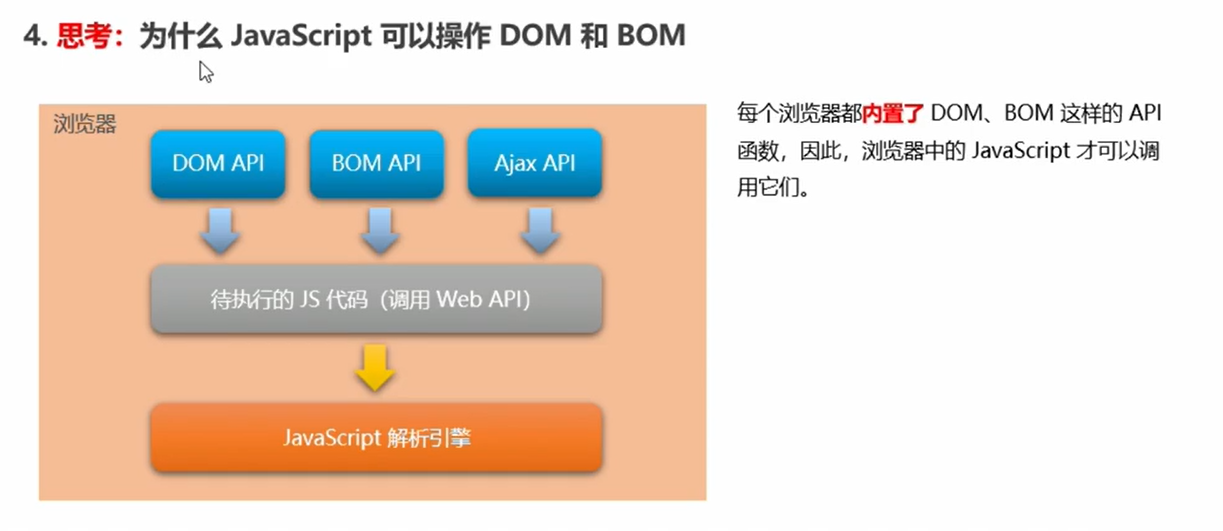 4. 思考：为什么 JavaScript 可以操作 DOM 和 BOM
浏览器
DOM API
BOM API
Ajax API
待执行的 JS 代码（调用 Web API）
JavaScript 解析引擎
每个浏览器都内置了 DOM、BOM 这样的 API
函数，因此，浏览器中的 JavaScript 才可以调
用它们。